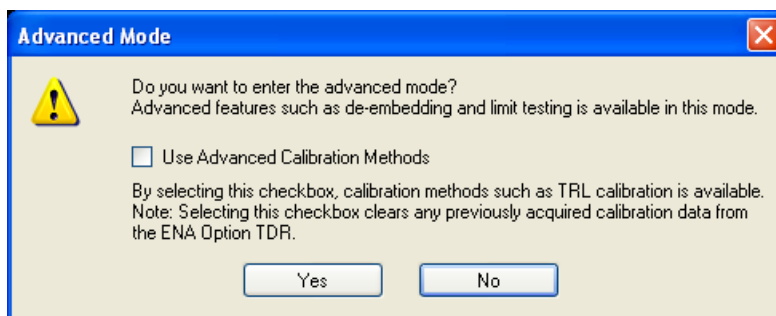 Advanced Mode
Do you want to enter the advanced mode?
Advanced features such as de-embedding and limit testing is available in this mode.
Use Advanced Calibration Methods
By selecting this checkbox, calibration methods such as TRL calibration is available.
Note: Selecting this checkbox clears any previously acquired calibration data from
the ENA Option TDR.
Yes No